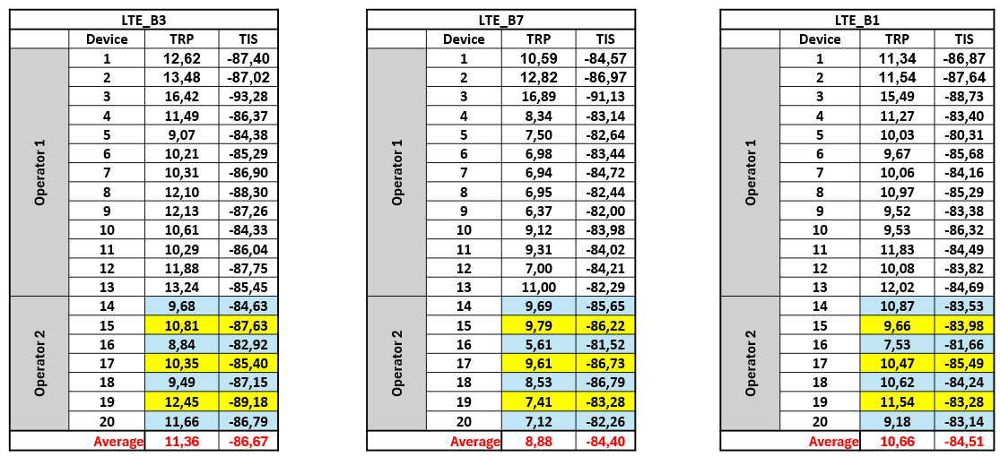 LTE_B3
Device TRP TIS
Operator 1
1 12,62 -87,40
2 13,48 -87,02
3 16,42 -93,28
4 11,49 -86,37
5 9,07 -84,38
6 10,21 -85,29
7 10,31 -86,90
8 12,10 -88,30
9 12,13 -87,26
10 10,61 -84,33
11 10,29 -86,04
12 11,88 -87,75
13 13,24 -85,45
Operator 2
14 9,68 -84,63
15 10,81 -87,63
16 8,84 -82,92
17 10,35 -85,40
18 9,49 -87,15
19 12,45 -89,18
20 11,66 -86,79
Average 11,36 -86,67
LTE_B7
Device TRP TIS
Operator 1
1 10,59 -84,57
2 12,82 -86,97
3 16,89 -91,13
4 8,34 -83,14
5 7,50 -82,64
6 6,98 -83,44
7 6,94 -84,72
8 6,95 -82,44
9 6,37 -82,00
10 9,12 -83,98
11 9,31 -84,02
12 7,00 -84,21
13 11,00 -82,29
Operator 2
14 9,69 -85,65
15 9,79 -86,22
16 5,61 -81,52
17 9,61 -86,73
18 8,53 -86,79
19 7,41 -83,28
20 7,12 -82,26
Average 8,88 -84,40
LTE_B1
Device TRP TIS
Operator 1
1 11,34 -86,87
2 11,54 -87,64
3 15,49 -88,73
4 11,27 -83,40
5 10,03 -80,31
6 9,67 -85,68
7 10,06 -84,16
8 10,97 -85,29
9 9,52 -83,38
10 9,53 -86,32
11 11,83 -84,49
12 10,08 -83,82
13 12,02 -84,69
Operator 2
14 10,87 -83,53
15 9,66 -83,98
16 7,53 -81,66
17 10,47 -85,49
18 10,62 -84,24
19 11,54 -83,28
20 9,18 -83,14
Average 10,66 -84,51